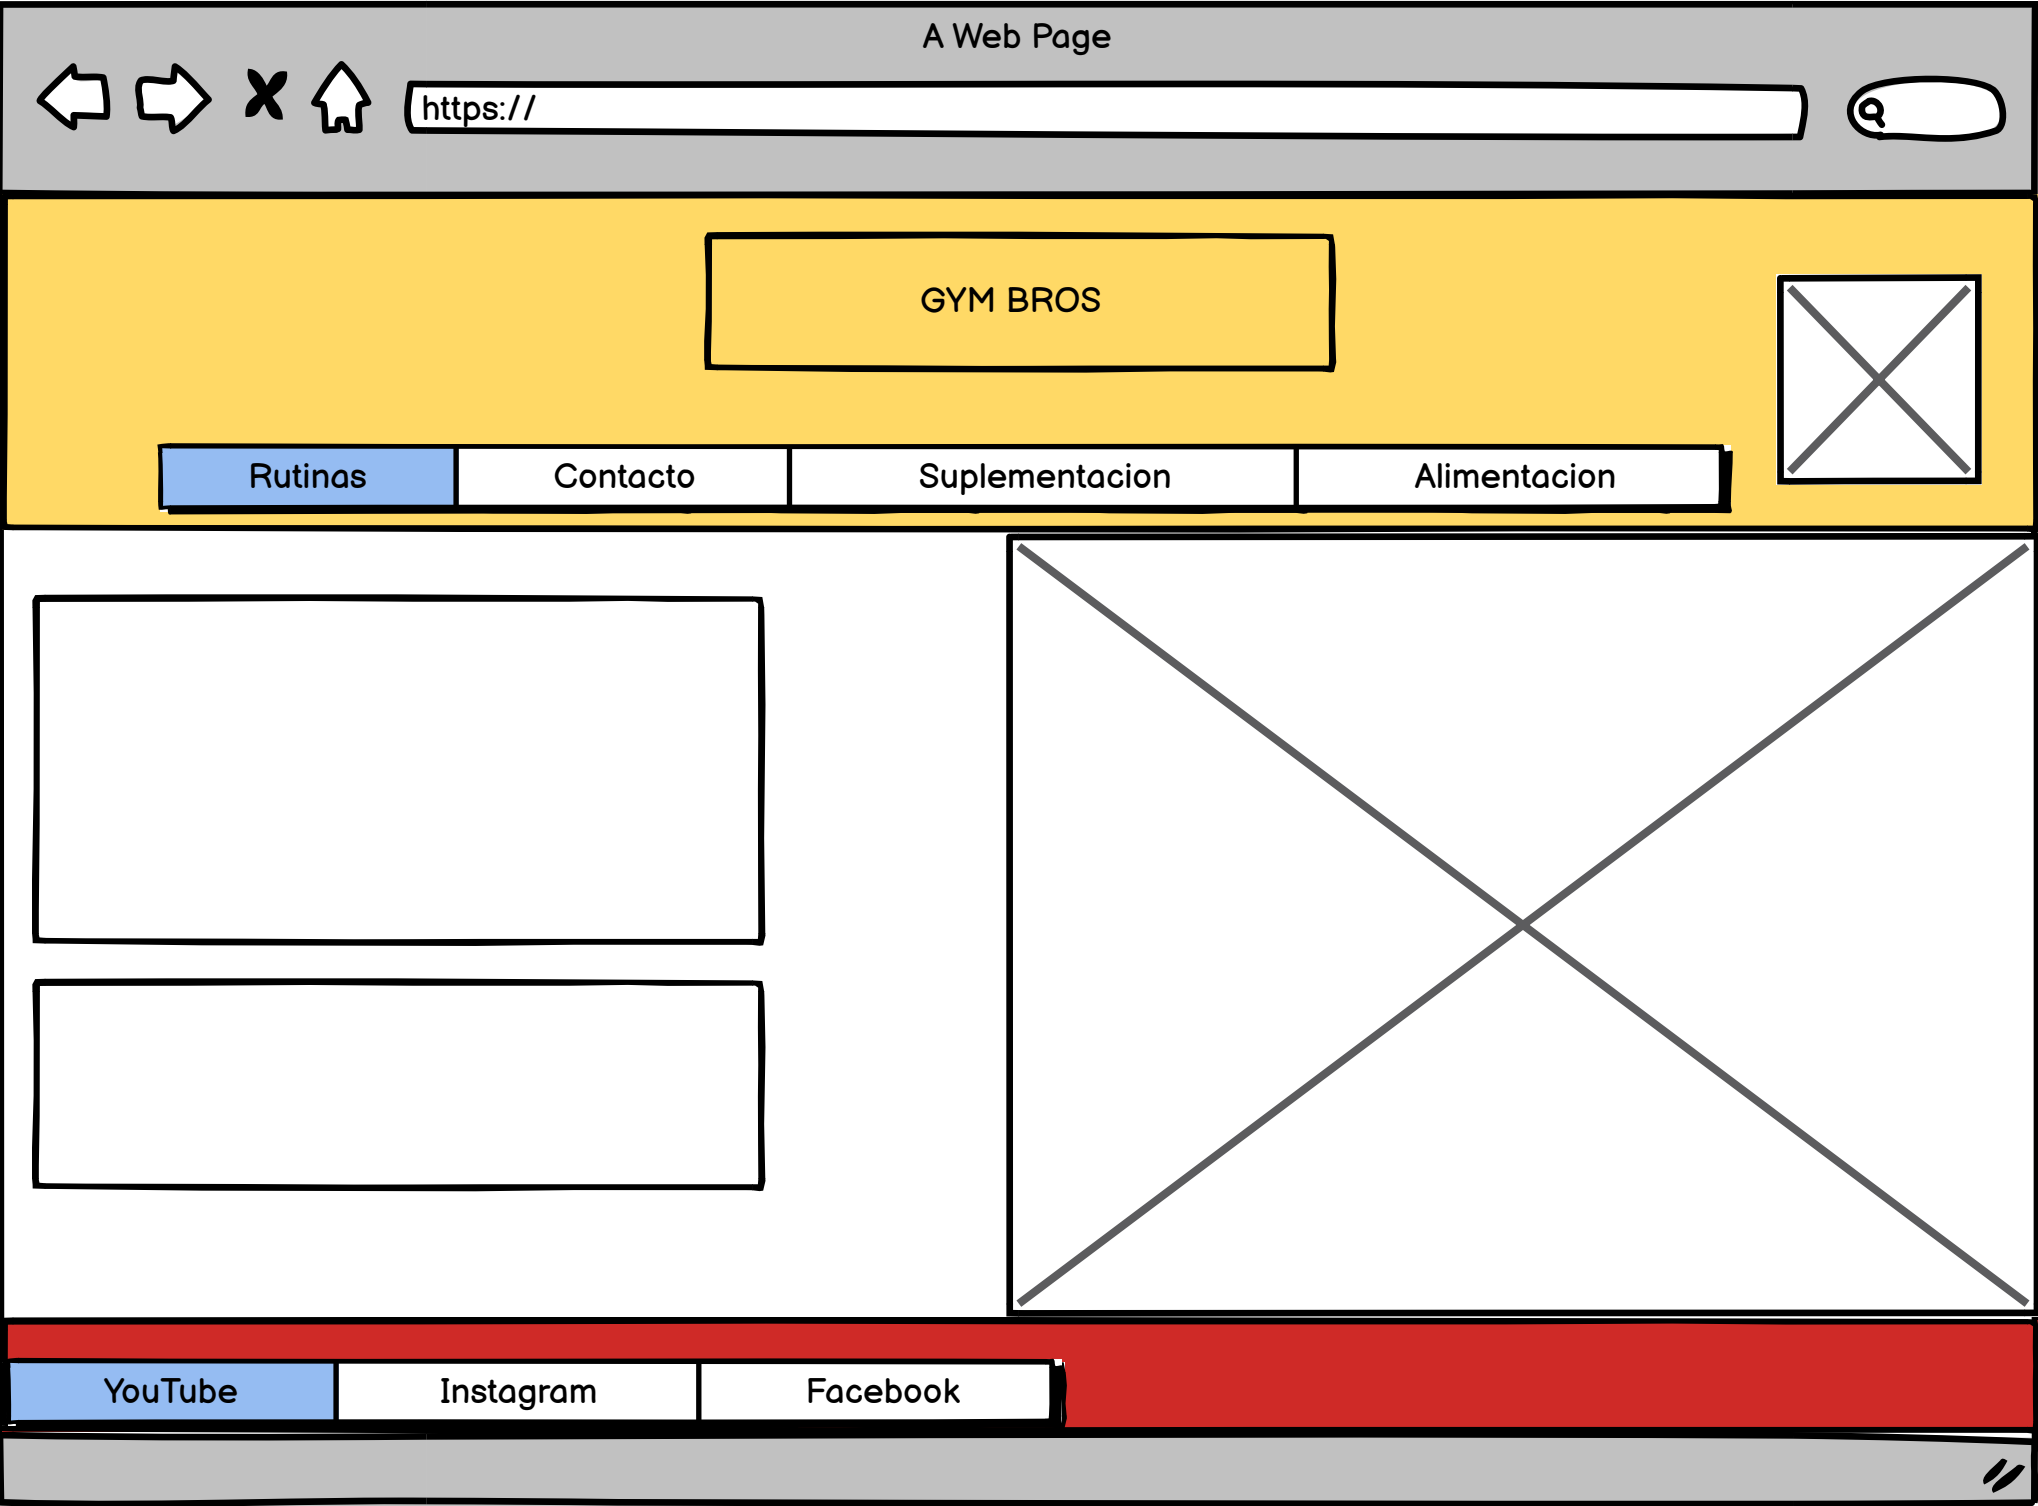 A Web Page
https://
GYM BROS
Rutinas Contacto Suplementacion Alimentacion
YouTube Instagram Facebook